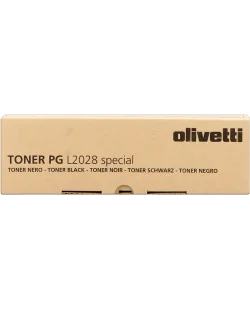 olivetti
TONER PG L2028 special
TONER NERO - TONER BLACK - TONER NOIR - TONER SCHWARZ - TONER NEGRO